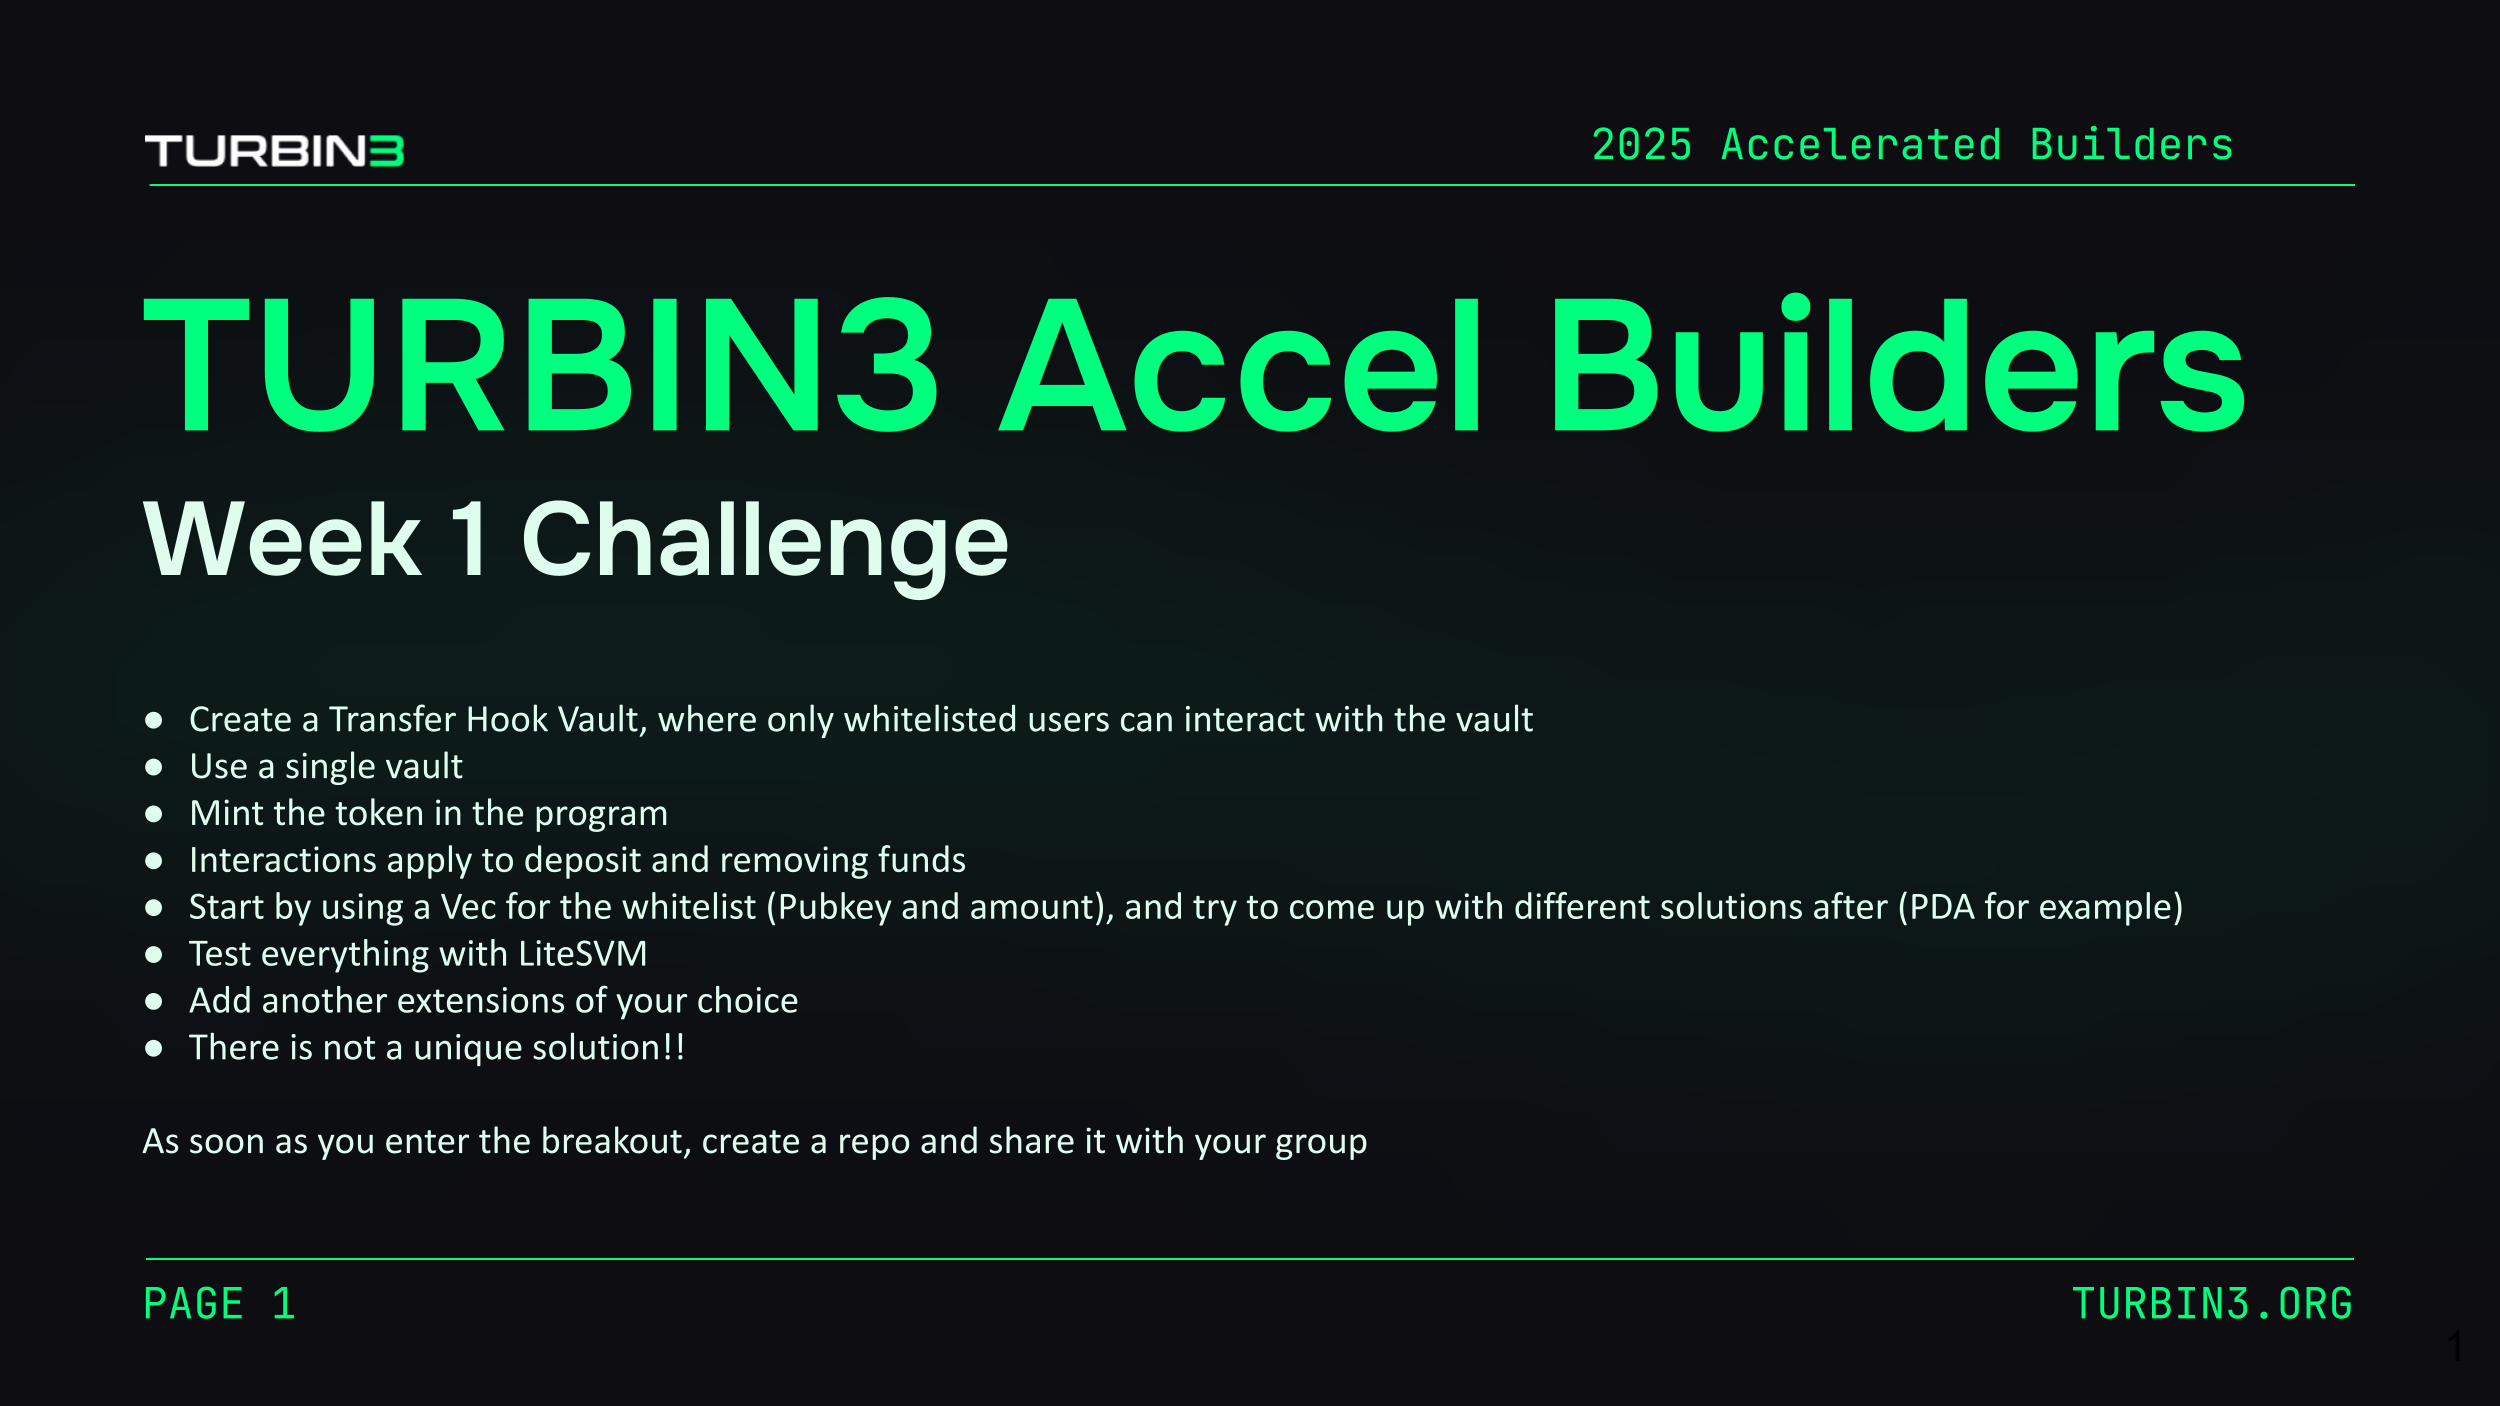 TURBIN3
2025 Accelerated Builders
TURBIN3 Accel Builders
Week 1 Challenge
● Create a Transfer Hook Vault, where only whitelisted users can interact with the vault
● Use a single vault
● Mint the token in the program
● Interactions apply to deposit and removing funds
● Start by using a Vec for the whitelist (Pubkey and amount), and try to come up with different solutions after (PDA for example)
● Test everything with LiteSVM
● Add another extensions of your choice
● There is not a unique solution!!
As soon as you enter the breakout, create a repo and share it with your group
PAGE 1
TURBIN3.ORG
1